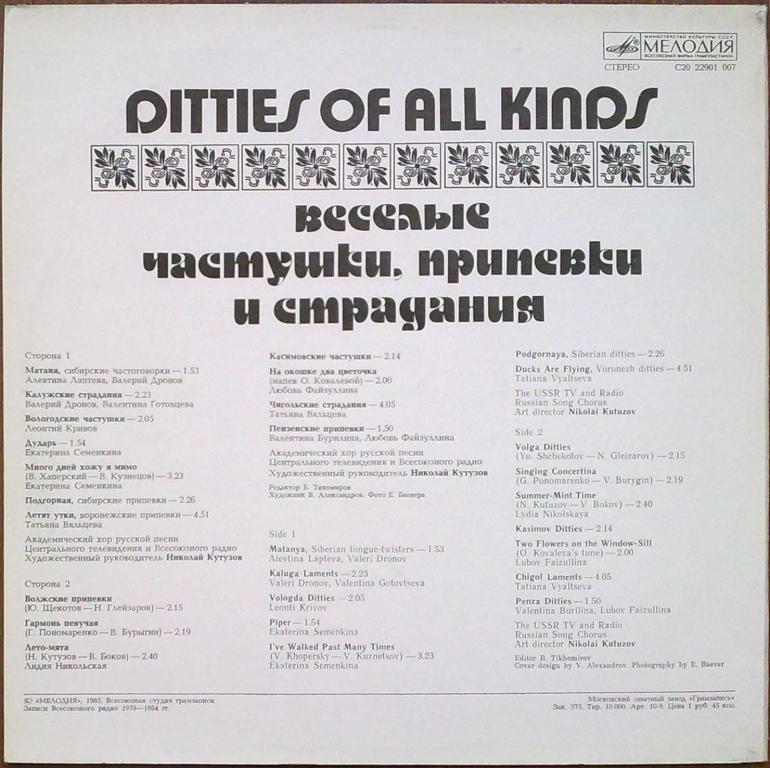 МИНИСТЕРСТВО КУЛЬТУРЫ СССР
МЕЛОДИЯ
ВСЕСОЮЗНАЯ ФИРМА ГРАМПЛАСТИНОК
СТЕРЕО С20 22901 007
DITTIES OF ALL KINDS
веселые
частушки, припевки
и страдания
Сторона 1
Матаня, сибирские частоговорки — 1.53
Алевтина Лаптева, Валерий Дронов
Калужские страдания — 2.23
Валерий Дронов, Валентина Готовцева
Вологодские частушки — 2.05
Леонтий Кривов
Дударь — 1.54
Екатерина Семенкина
Много дней хожу я мимо
(В. Хаперский — В. Кузнецов) — 3.23
Екатерина Семенкина
Подгорная, сибирские припевки — 2.26
Летят утки, воронежские припевки — 4.51
Татьяна Вяльцева
Академический хор русской песни
Центрального телевидения и Всесоюзного радио
Художественный руководитель Николай Кутузов
Сторона 2
Волжские припевки
(Ю. Щекотов — Н. Глейзаров) — 2.15
Гармонь певучая
(Г. Пономаренко — В. Бурыгин) — 2.19
Лето-мята
(Н. Кутузов — В. Боков) — 2.40
Лидия Никольская
Касимовские частушки — 2.14
На окошке два цветочка
(напев О. Ковалевой) — 2.00
Любовь Файзуллина
Чигольские страдания — 4.05
Татьяна Вяльцева
Пензенские припевки — 1.50
Валентина Бурилина, Любовь Файзуллина
Академический хор русской песни
Центрального телевидения и Всесоюзного радио
Художественный руководитель Николай Кутузов
Редактор Б. Тихомиров
Художник В. Александров. Фото Е. Баевера
Side 1
Matanya, Siberian tongue-twisters — 1.53
Alevtina Lapteva, Valeri Dronov
Kaluga Laments — 2.23
Valeri Dronov, Valentina Gotovtseva
Vologda Ditties — 2.05
Leonti Krivov
Piper — 1.54
Ekaterina Semenkina
I've Walked Past Many Times
(V. Khopersky — V. Kuznetsov) — 3.23
Ekaterina Semenkina
Podgornaya, Siberian ditties — 2.26
Ducks Are Flying, Voronezh ditties — 4.51
Tatiana Vyaltseva
The USSR TV and Radio
Russian Song Chorus
Art director Nikolai Kutuzov
Side 2
Volga Ditties
(Yu. Shchekotov — N. Gleizarov) — 2.15
Singing Concertina
(G. Ponomarenko — V. Burygin) — 2.19
Summer-Mint Time
(N. Kutuzov — V. Bokov) — 2.40
Lydia Nikolskaya
Kasimov Ditties — 2.14
Two Flowers on the Window-Sill
(O. Kovaleva's tune) — 2.00
Lubov Faizullina
Chigol Laments — 4.05
Tatiana Vyaltseva
Penza Ditties — 1.50
Valentina Burilina, Lubov Faizullina
The USSR TV and Radio
Russian Song Chorus
Art director Nikolai Kutuzov
Editor B. Tikhomirov
Cover design by V. Alexandrov. Photography by E. Baever
© «МЕЛОДИЯ», 1985. Всесоюзная студия грамзаписи
Записи Всесоюзного радио 1978—1984 гг.
Московский опытный завод «Грамзапись»
Зак. 375. Тир. 10 000. Арт. 10-9. Цена 1 руб. 45 коп.